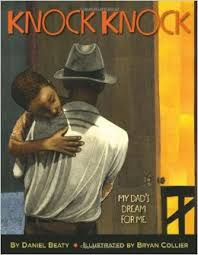 KNOCK KNOCK
MY DAD'S
DREAM
FOR ME
BY DANIEL BEATY ILLUSTRATED BY BRYAN COLLIER